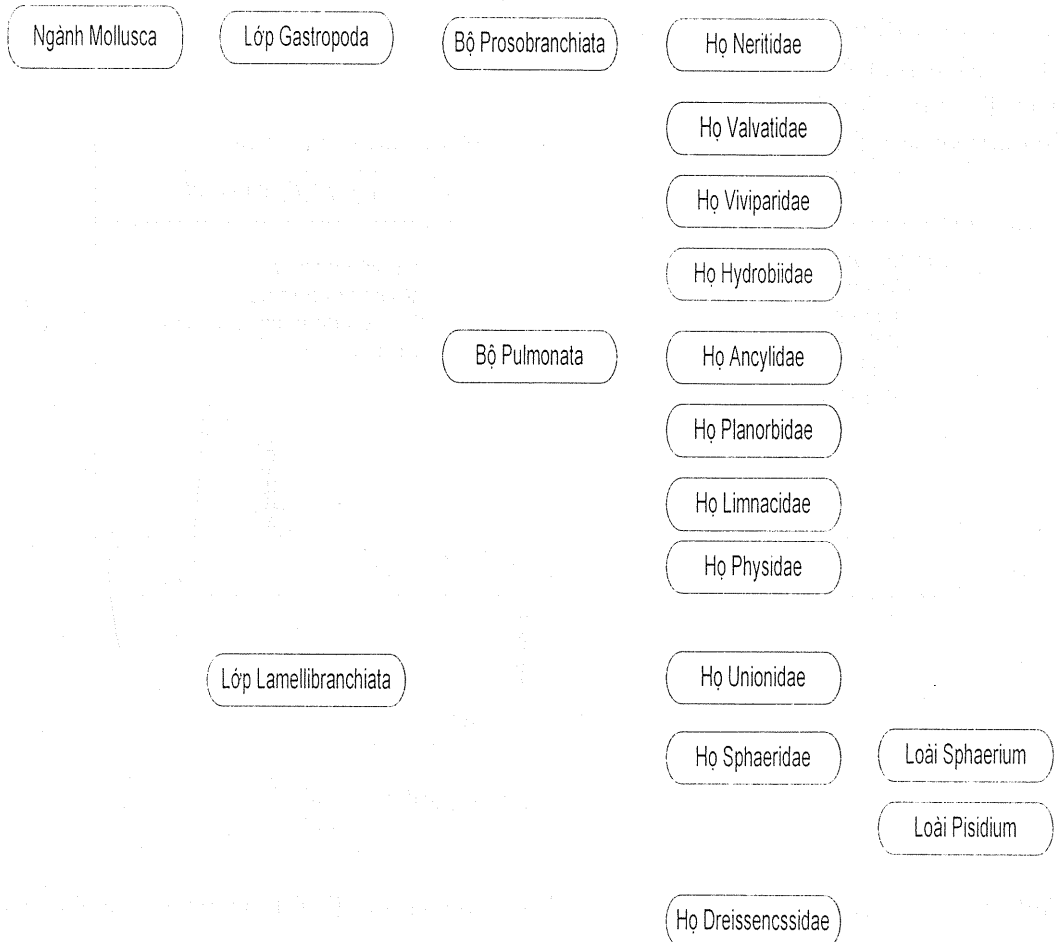 Ngành Mollusca
Lớp Gastropoda
Bộ Prosobranchiata
Họ Neritidae
Họ Valvatidae
Họ Viviparidae
Họ Hydrobiidae
Bộ Pulmonata
Họ Ancylidae
Họ Planorbidae
Họ Limnacidae
Họ Physidae
Lớp Lamellibranchiata
Họ Unionidae
Họ Sphaeridae
Loài Sphaerium
Loài Pisidium
Họ Dreissencssidae